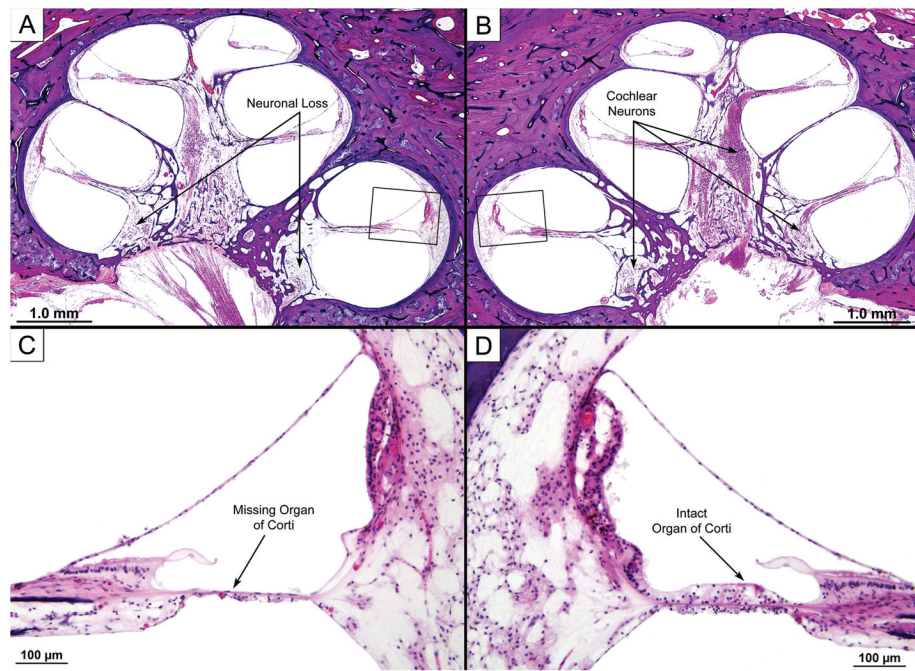 A
Neuronal Loss
1.0 mm
B
Cochlear
Neurons
1.0 mm
C
Missing Organ
of Corti
100 µm
D
Intact
Organ of Corti
100 µm